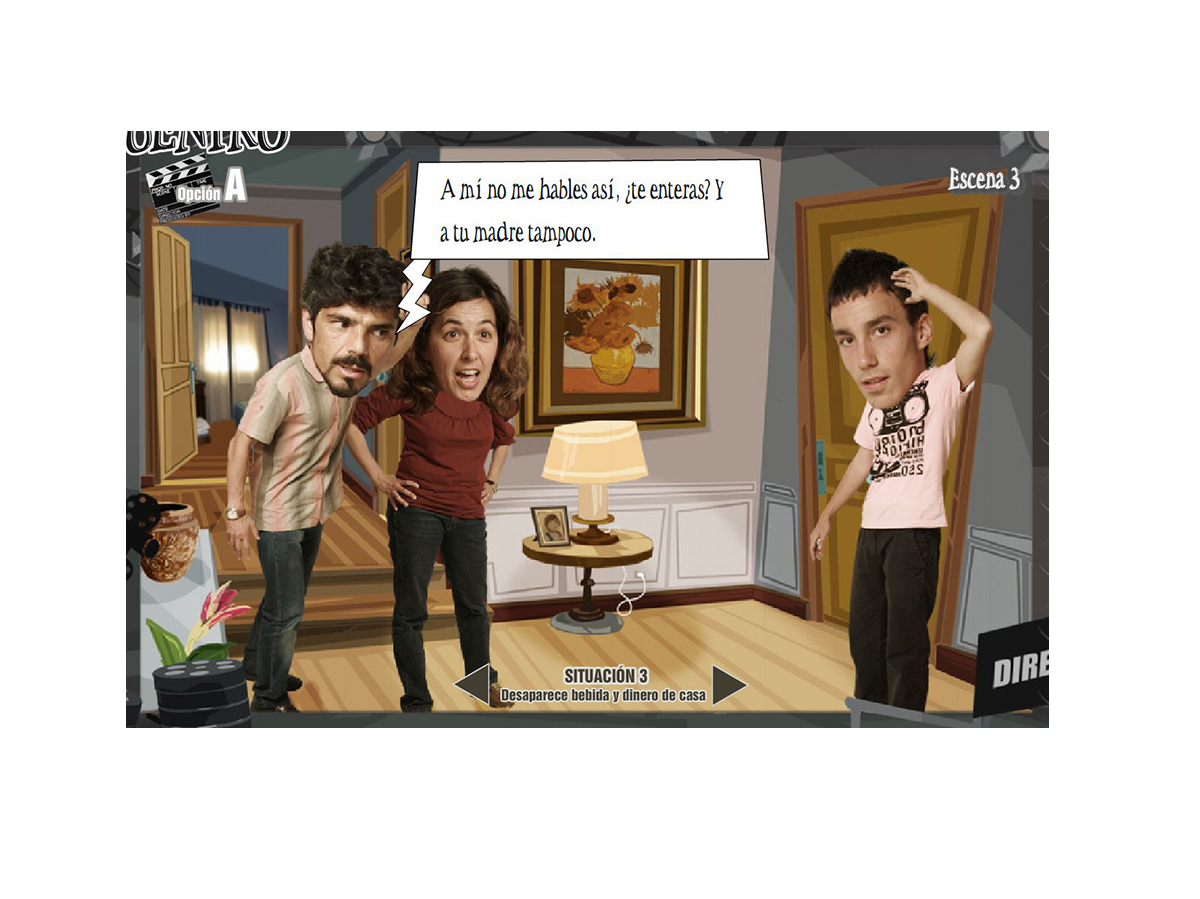 Opción A
A mí no me hables así, ¿te enteras? Y
a tu madre tampoco.
Escena 3
SITUACIÓN 3
Desaparece bebida y dinero de casa
DIRE